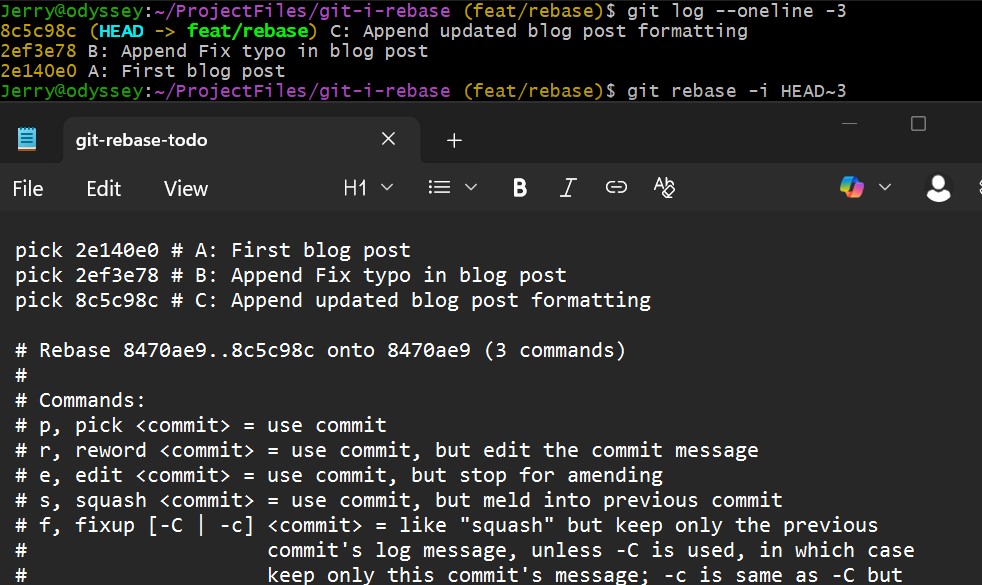 Jerry@odyssey:~/ProjectFiles/git-i-rebase (feat/rebase)$ git log --oneline -3
8c5c98c (HEAD -> feat/rebase) C: Append updated blog post formatting
2ef3e78 B: Append Fix typo in blog post
2e140e0 A: First blog post
Jerry@odyssey:~/ProjectFiles/git-i-rebase (feat/rebase)$ git rebase -i HEAD~3
git-rebase-todo
File Edit View H1 B I
pick 2e140e0 # A: First blog post
pick 2ef3e78 # B: Append Fix typo in blog post
pick 8c5c98c # C: Append updated blog post formatting
# Rebase 8470ae9..8c5c98c onto 8470ae9 (3 commands)
#
# Commands:
# p, pick <commit> = use commit
# r, reword <commit> = use commit, but edit the commit message
# e, edit <commit> = use commit, but stop for amending
# s, squash <commit> = use commit, but meld into previous commit
# f, fixup [-C | -c] <commit> = like "squash" but keep only the previous
# commit's log message, unless -C is used, in which case
# keep only this commit's message; -c is same as -C but